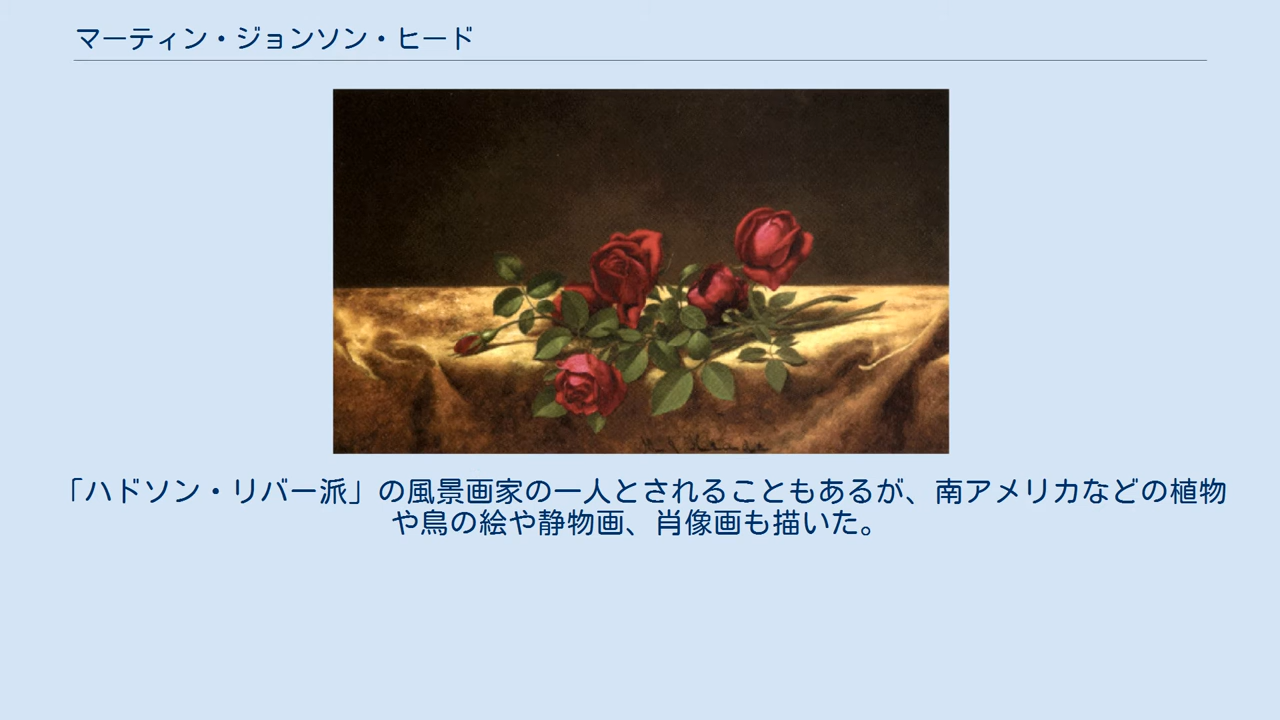 マーティン・ジョンソン・ヒード
「ハドソン・リバー派」の風景画家の一人とされることもあるが、南アメリカなどの植物
や鳥の絵や静物画、肖像画も描いた。